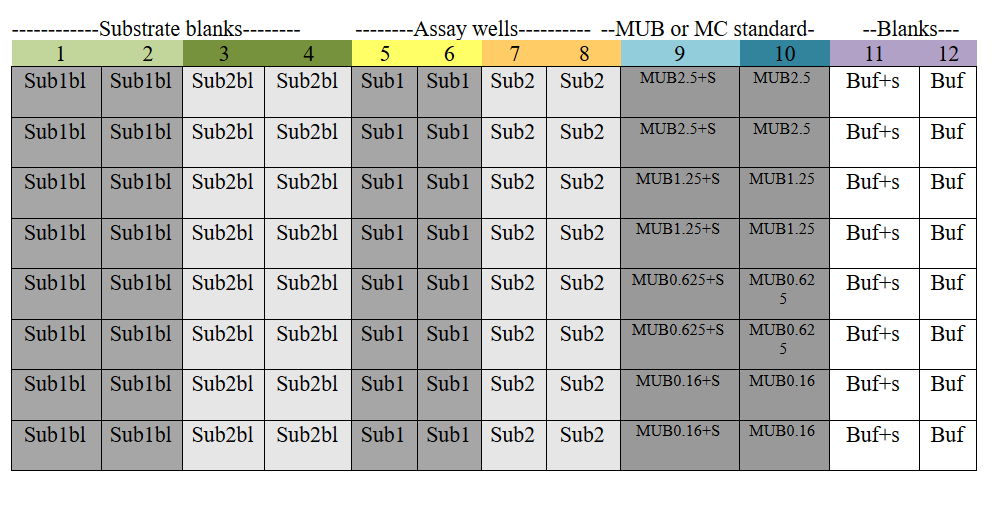 ------------Substrate blanks-------- --------Assay wells---------- --MUB or MC standard- --Blanks---
1 2 3 4 5 6 7 8 9 10 11 12
Sub1bl Sub1bl Sub2bl Sub2bl Sub1 Sub1 Sub2 Sub2 MUB2.5+S MUB2.5 Buf+s Buf
Sub1bl Sub1bl Sub2bl Sub2bl Sub1 Sub1 Sub2 Sub2 MUB2.5+S MUB2.5 Buf+s Buf
Sub1bl Sub1bl Sub2bl Sub2bl Sub1 Sub1 Sub2 Sub2 MUB1.25+S MUB1.25 Buf+s Buf
Sub1bl Sub1bl Sub2bl Sub2bl Sub1 Sub1 Sub2 Sub2 MUB1.25+S MUB1.25 Buf+s Buf
Sub1bl Sub1bl Sub2bl Sub2bl Sub1 Sub1 Sub2 Sub2 MUB0.625+S MUB0.62 Buf+s Buf
5
Sub1bl Sub1bl Sub2bl Sub2bl Sub1 Sub1 Sub2 Sub2 MUB0.625+S MUB0.62 Buf+s Buf
5
Sub1bl Sub1bl Sub2bl Sub2bl Sub1 Sub1 Sub2 Sub2 MUB0.16+S MUB0.16 Buf+s Buf
Sub1bl Sub1bl Sub2bl Sub2bl Sub1 Sub1 Sub2 Sub2 MUB0.16+S MUB0.16 Buf+s Buf